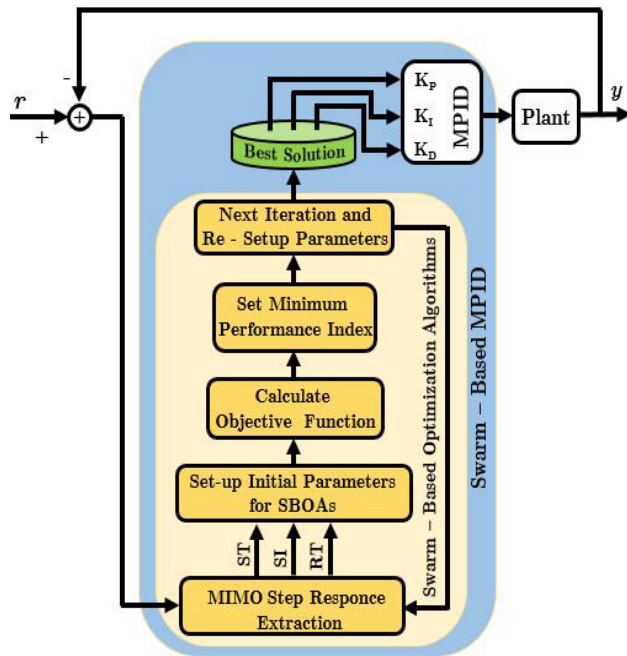 -
r
+
+
K_P
K_I
K_D
MPID
Plant
y
Best Solution
Next Iteration and
Re - Setup Parameters
Set Minimum
Performance Index
Calculate
Objective Function
Set-up Initial Parameters
for SBOAs
ST
SI
RT
MIMO Step Responce
Extraction
Swarm – Based Optimization Algorithms
Swarm – Based MPID